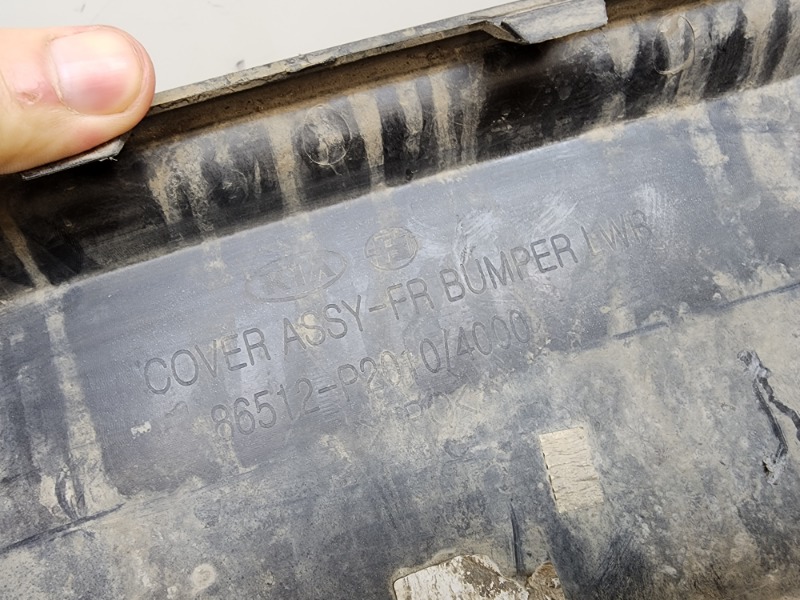 KIA
COVER ASSY-FR BUMPER LWR
86512-P2010/4000